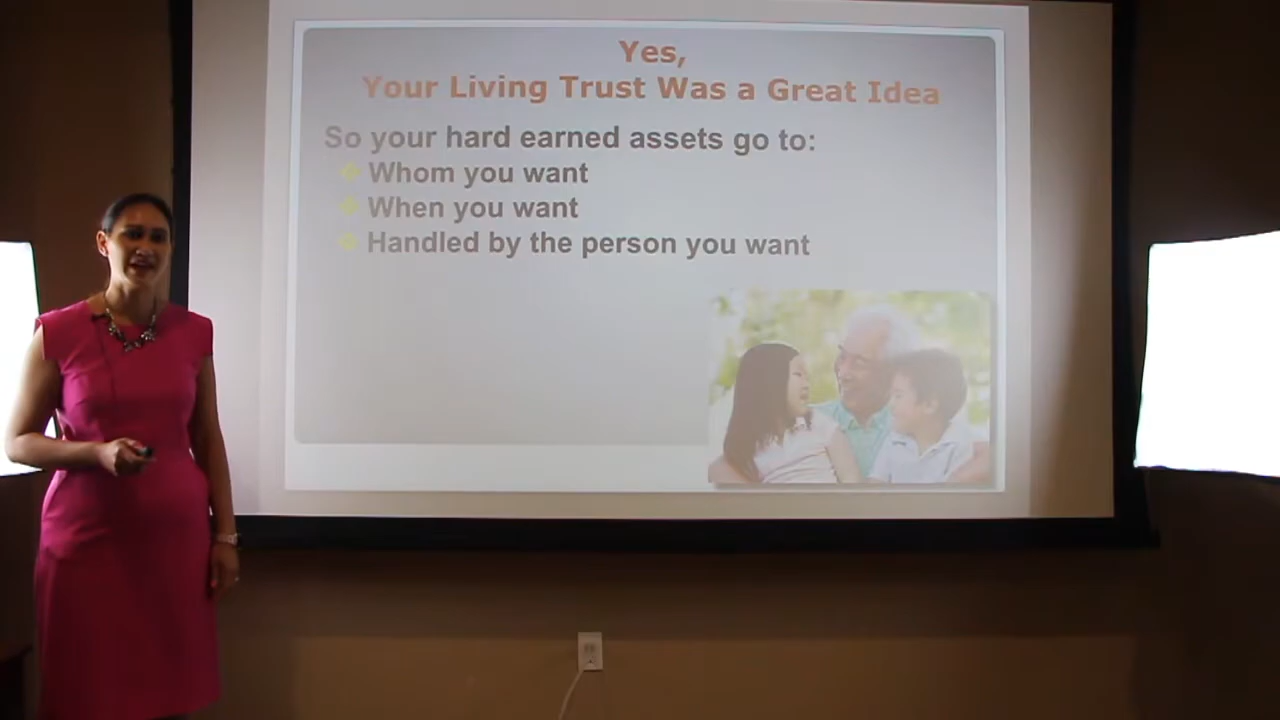 Yes,
Your Living Trust Was a Great Idea
So your hard earned assets go to:
Whom you want
When you want
Handled by the person you want